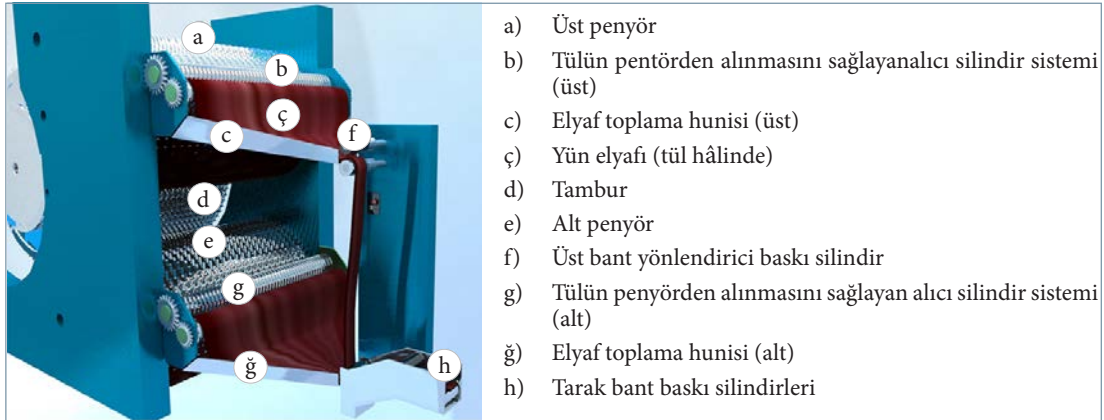 a
b
ç
c
f
d
e
g
ğ
h
a) Üst penyör
b) Tülün pentörden alınmasını sağlayanalıcı silindir sistemi
(üst)
c) Elyaf toplama hunisi (üst)
ç) Yün elyafı (tül hâlinde)
d) Tambur
e) Alt penyör
f) Üst bant yönlendirici baskı silindir
g) Tülün penyörden alınmasını sağlayan alıcı silindir sistemi
(alt)
ğ) Elyaf toplama hunisi (alt)
h) Tarak bant baskı silindirleri